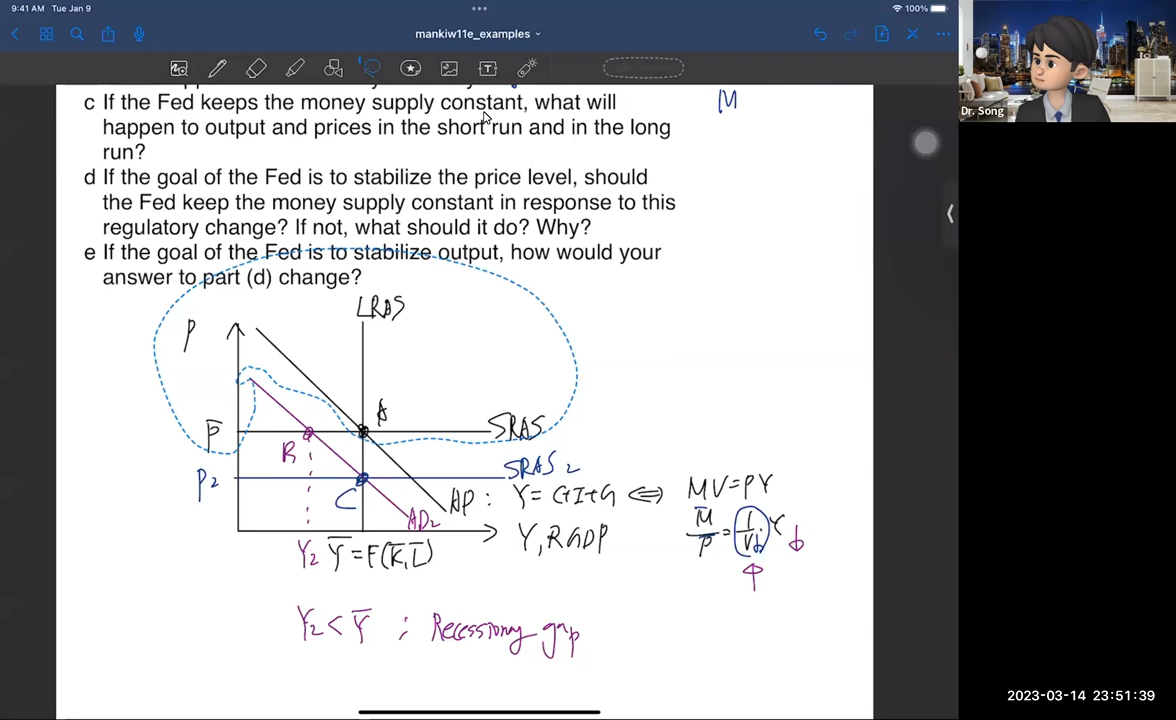 9:41 AM Tue Jan 9
100%
mankiw11e_examples
c If the Fed keeps the money supply constant, what will
happen to output and prices in the short run and in the long
run?
d If the goal of the Fed is to stabilize the price level, should
the Fed keep the money supply constant in response to this
regulatory change? If not, what should it do? Why?
e If the goal of the Fed is to stabilize output, how would your
answer to part (d) change?
M
Dr. Song
LRAS
P
A
P̅
SRAS
B
P2
SRAS2
C
AD2
AD : Y = C+I+G ⇔ MV=PY
M̅/P = 1/V · Y
Y2 Y̅ = F(K̅, L̅)
Y, RGDP
Y2 < Y̅ ; Recessionary gap
2023-03-14 23:51:39